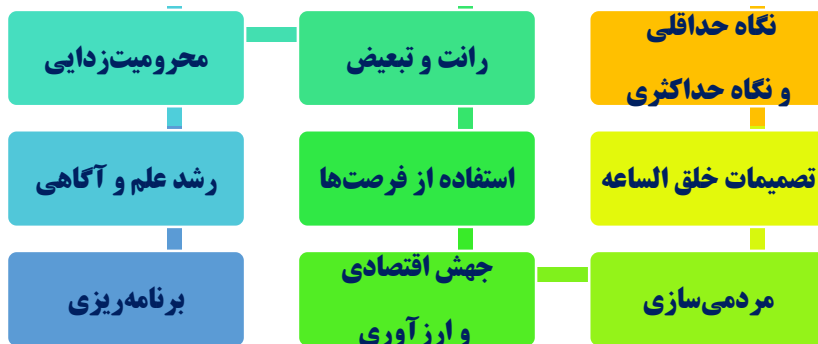 نگاه حداقلی
و نگاه حداکثری
رانت و تبعیض
محرومیت‌زدایی
تصمیمات خلق الساعه
استفاده از فرصت‌ها
رشد علم و آگاهی
مردمی‌سازی
جهش اقتصادی
و ارزآوری
برنامه‌ریزی